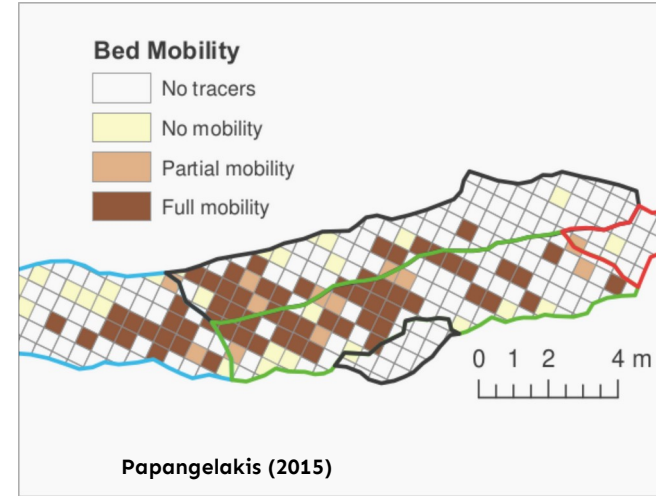 Bed Mobility
No tracers
No mobility
Partial mobility
Full mobility
0 1 2 4 m
Papangelakis (2015)